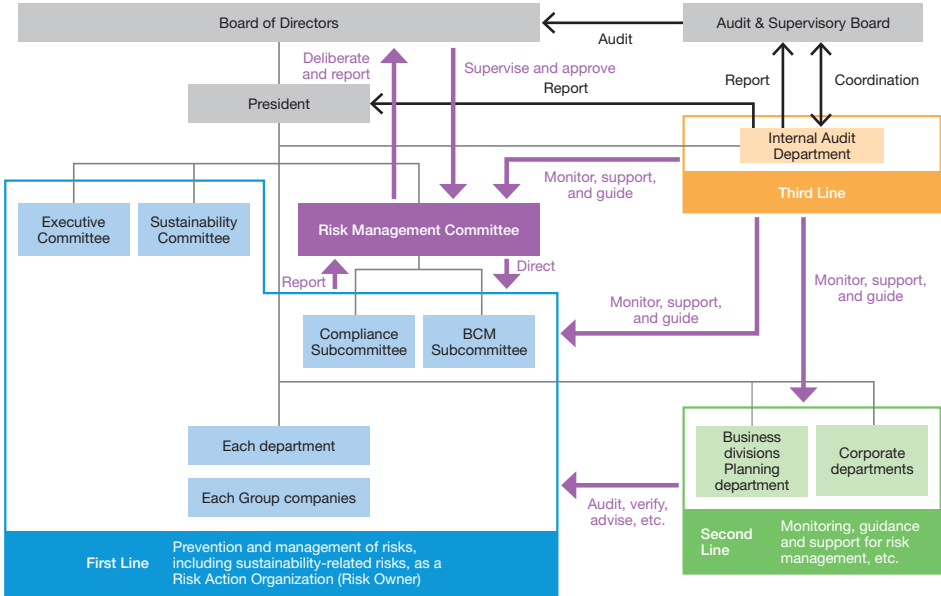 Board of Directors
Audit & Supervisory Board
Audit
Deliberate
and report
Supervise and approve
Report
Report
Coordination
President
Internal Audit
Department
Monitor, support,
and guide
Third Line
Executive
Committee
Sustainability
Committee
Risk Management Committee
Report
Direct
Monitor, support,
and guide
Monitor, support,
and guide
Compliance
Subcommittee
BCM
Subcommittee
Each department
Business
divisions
Planning
department
Corporate
departments
Each Group companies
Audit, verify,
advise, etc.
First Line
Prevention and management of risks,
including sustainability-related risks, as a
Risk Action Organization (Risk Owner)
Second
Line
Monitoring, guidance
and support for risk
management, etc.